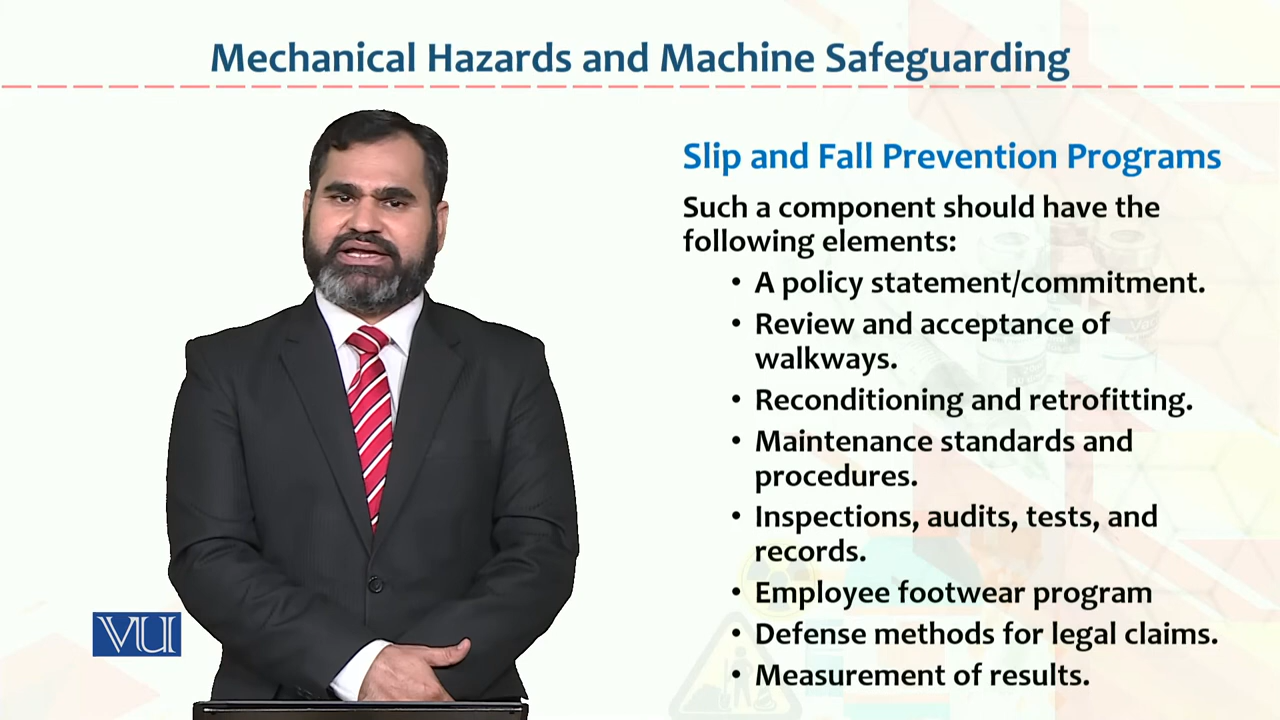 Mechanical Hazards and Machine Safeguarding
Slip and Fall Prevention Programs
Such a component should have the
following elements:
• A policy statement/commitment.
• Review and acceptance of
walkways.
• Reconditioning and retrofitting.
• Maintenance standards and
procedures.
• Inspections, audits, tests, and
records.
• Employee footwear program
• Defense methods for legal claims.
• Measurement of results.
VU